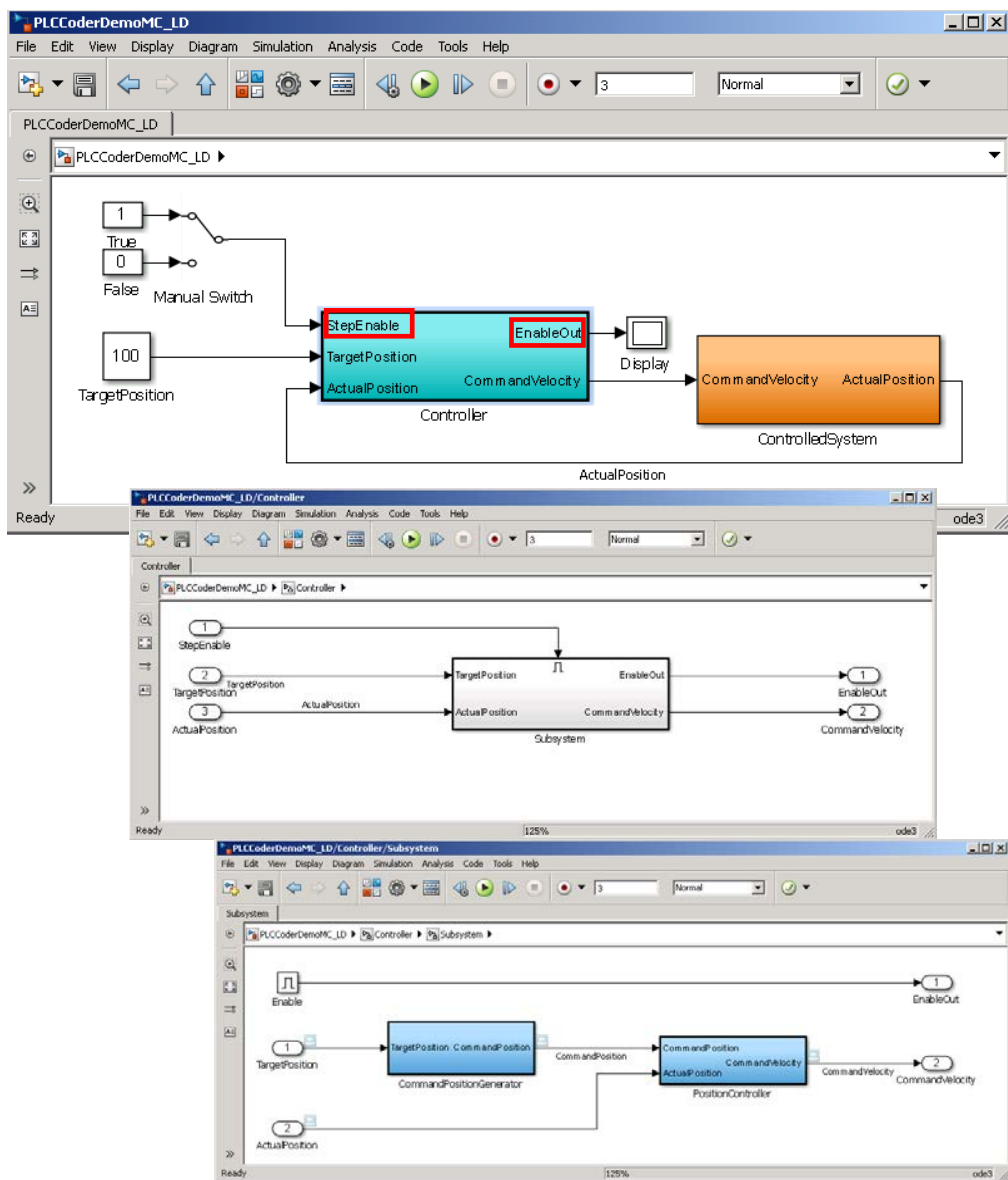 PLCCoderDemoMC_LD
File Edit View Display Diagram Simulation Analysis Code Tools Help
3 Normal
PLCCoderDemoMC_LD
PLCCoderDemoMC_LD
1
True
0
False
Manual Switch
100
TargetPosition
StepEnable
TargetPosition
ActualPosition
EnableOut
CommandVelocity
Controller
Display
CommandVelocity ActualPosition
ControlledSystem
ActualPosition
Ready
ode3
PLCCoderDemoMC_LD/Controller
File Edit View Display Diagram Simulation Analysis Code Tools Help
3 Normal
Controller
PLCCoderDemoMC_LD Controller
1
StepEnable
2
TargetPosition
TargetPosition
3
ActualPosition
ActualPosition
TargetPosition EnableOut
ActualPosition CommandVelocity
Subsystem
1
EnableOut
2
CommandVelocity
Ready 125% ode3
PLCCoderDemoMC_LD/Controller/Subsystem
File Edit View Display Diagram Simulation Analysis Code Tools Help
3 Normal
Subsystem
PLCCoderDemoMC_LD Controller Subsystem
Enable
1
EnableOut
1
TargetPosition
TargetPosition CommandPosition
CommandPositionGenerator
CommandPosition
CommandPosition
CommandVelocity
ActualPosition
PositionController
CommandVelocity
2
CommandVelocity
2
ActualPosition
Ready 125% ode3